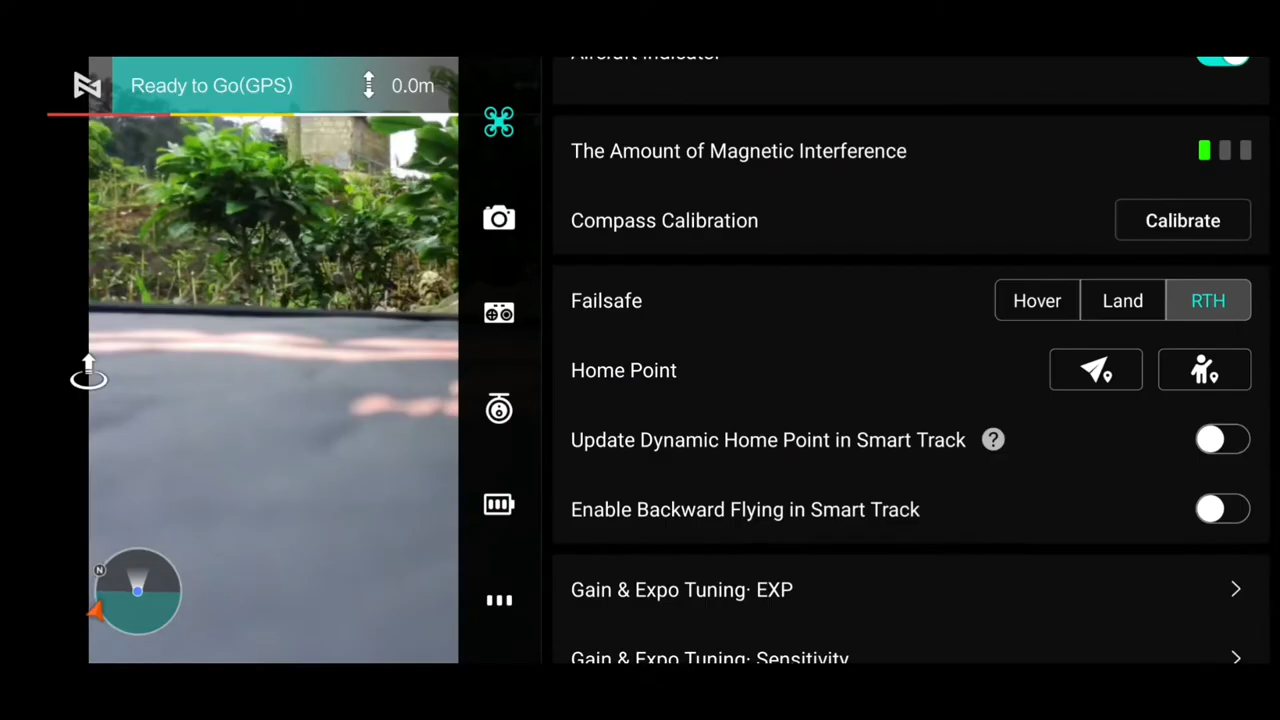 Ready to Go(GPS)
0.0m
N
Aircraft Indicator
The Amount of Magnetic Interference
Compass Calibration
Calibrate
Failsafe
Hover
Land
RTH
Home Point
Update Dynamic Home Point in Smart Track
?
Enable Backward Flying in Smart Track
Gain & Expo Tuning· EXP
Gain & Expo Tuning· Sensitivity